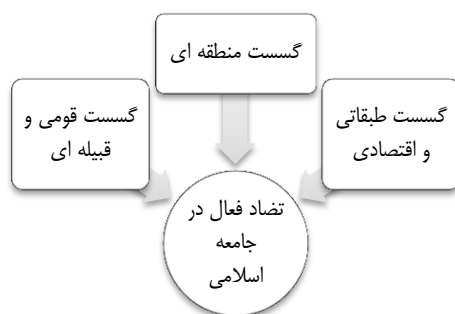 گسست منطقه ای
گسست طبقاتی
و اقتصادی
گسست قومی و
قبیله ای
تضاد فعال در
جامعه
اسلامی